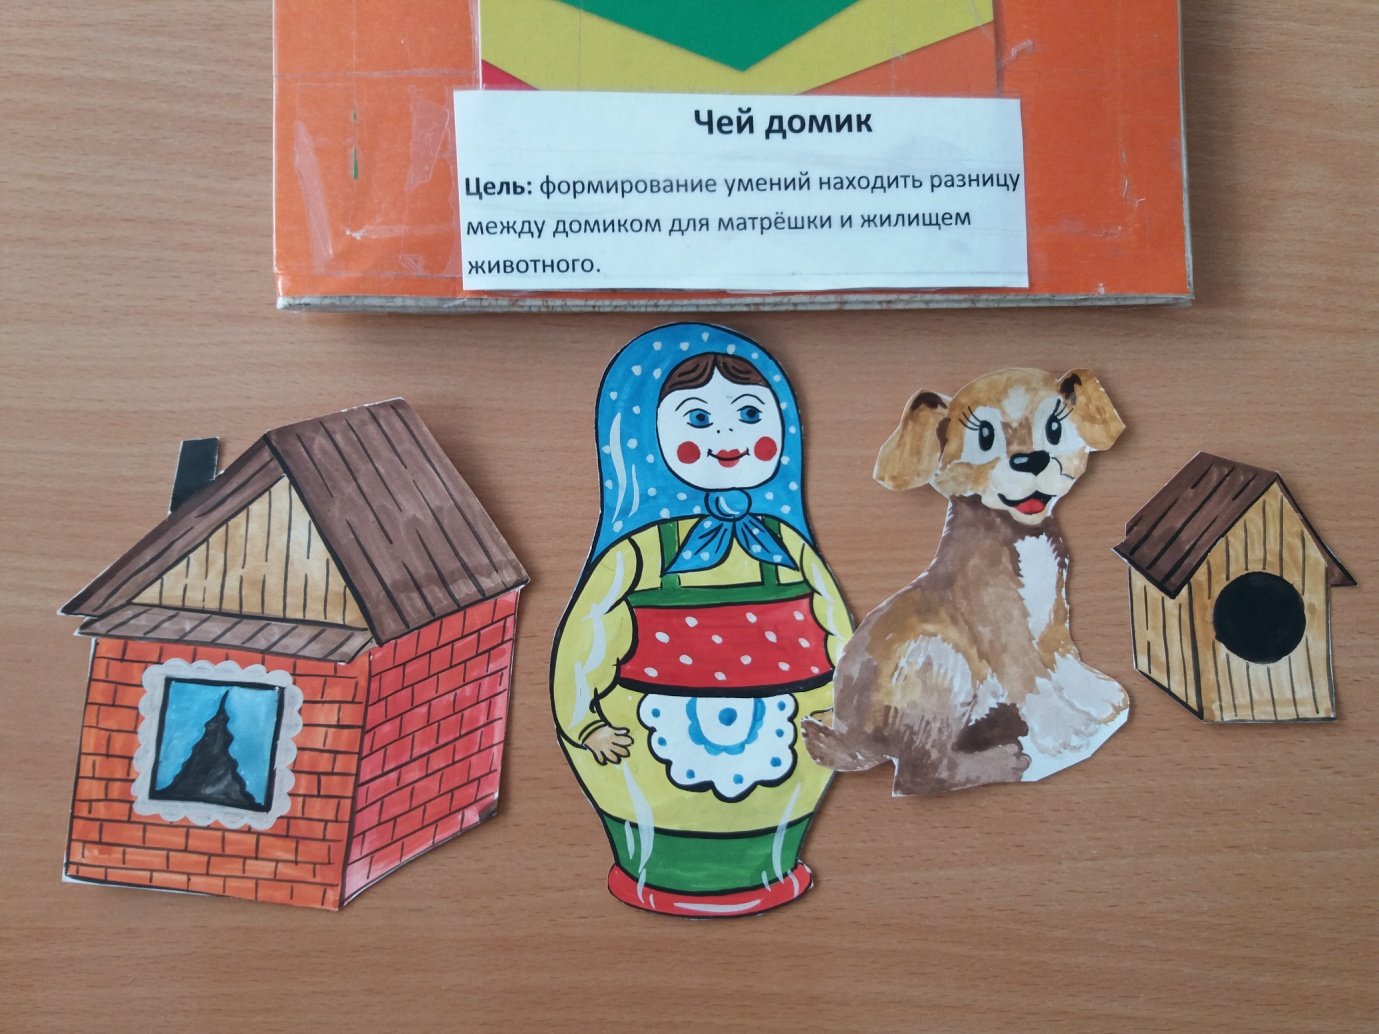 Чей домик
Цель: формирование умений находить разницу
между домиком для матрёшки и жилищем
животного.